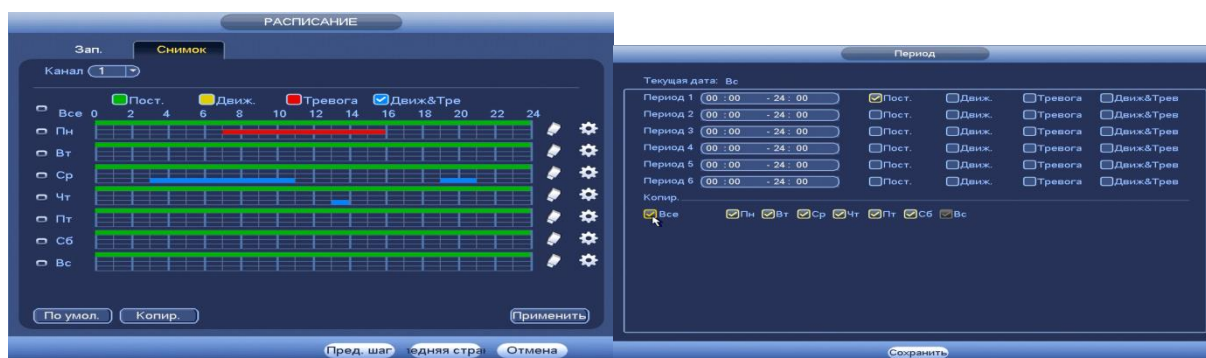 РАСПИСАНИЕ
Зап. Снимок
Канал 1
Пост. Движ. Тревога Движ&Тре
Все 0 2 4 6 8 10 12 14 16 18 20 22 24
Пн
Вт
Ср
Чт
Пт
Сб
Вс
По умол. Копир. Применить
Пред. шаг едняя стра Отмена
Период
Текущая дата: Вс
Период 1 00 : 00 - 24 : 00 Пост. Движ. Тревога Движ&Трев
Период 2 00 : 00 - 24 : 00 Пост. Движ. Тревога Движ&Трев
Период 3 00 : 00 - 24 : 00 Пост. Движ. Тревога Движ&Трев
Период 4 00 : 00 - 24 : 00 Пост. Движ. Тревога Движ&Трев
Период 5 00 : 00 - 24 : 00 Пост. Движ. Тревога Движ&Трев
Период 6 00 : 00 - 24 : 00 Пост. Движ. Тревога Движ&Трев
Копир.
Все Пн Вт Ср Чт Пт Сб Вс
Сохранить